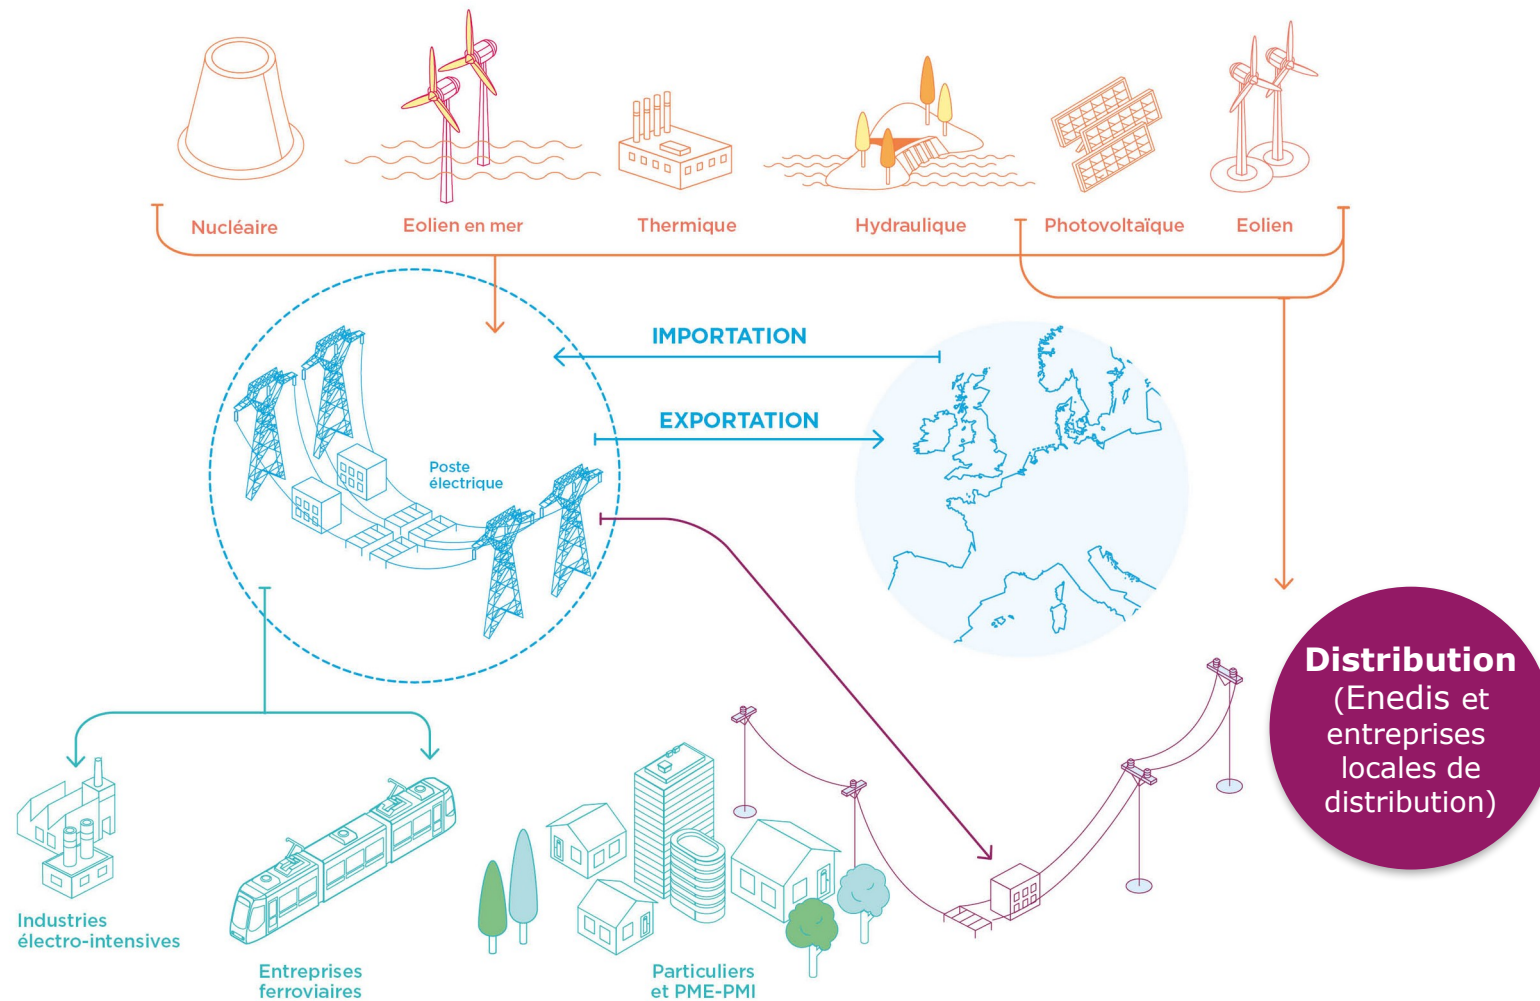 Nucléaire
Eolien en mer
Thermique
Hydraulique
Photovoltaïque
Eolien
IMPORTATION
EXPORTATION
Poste
électrique
Distribution
(Enedis et
entreprises
locales de
distribution)
Industries
électro-intensives
Entreprises
ferroviaires
Particuliers
et PME-PMI